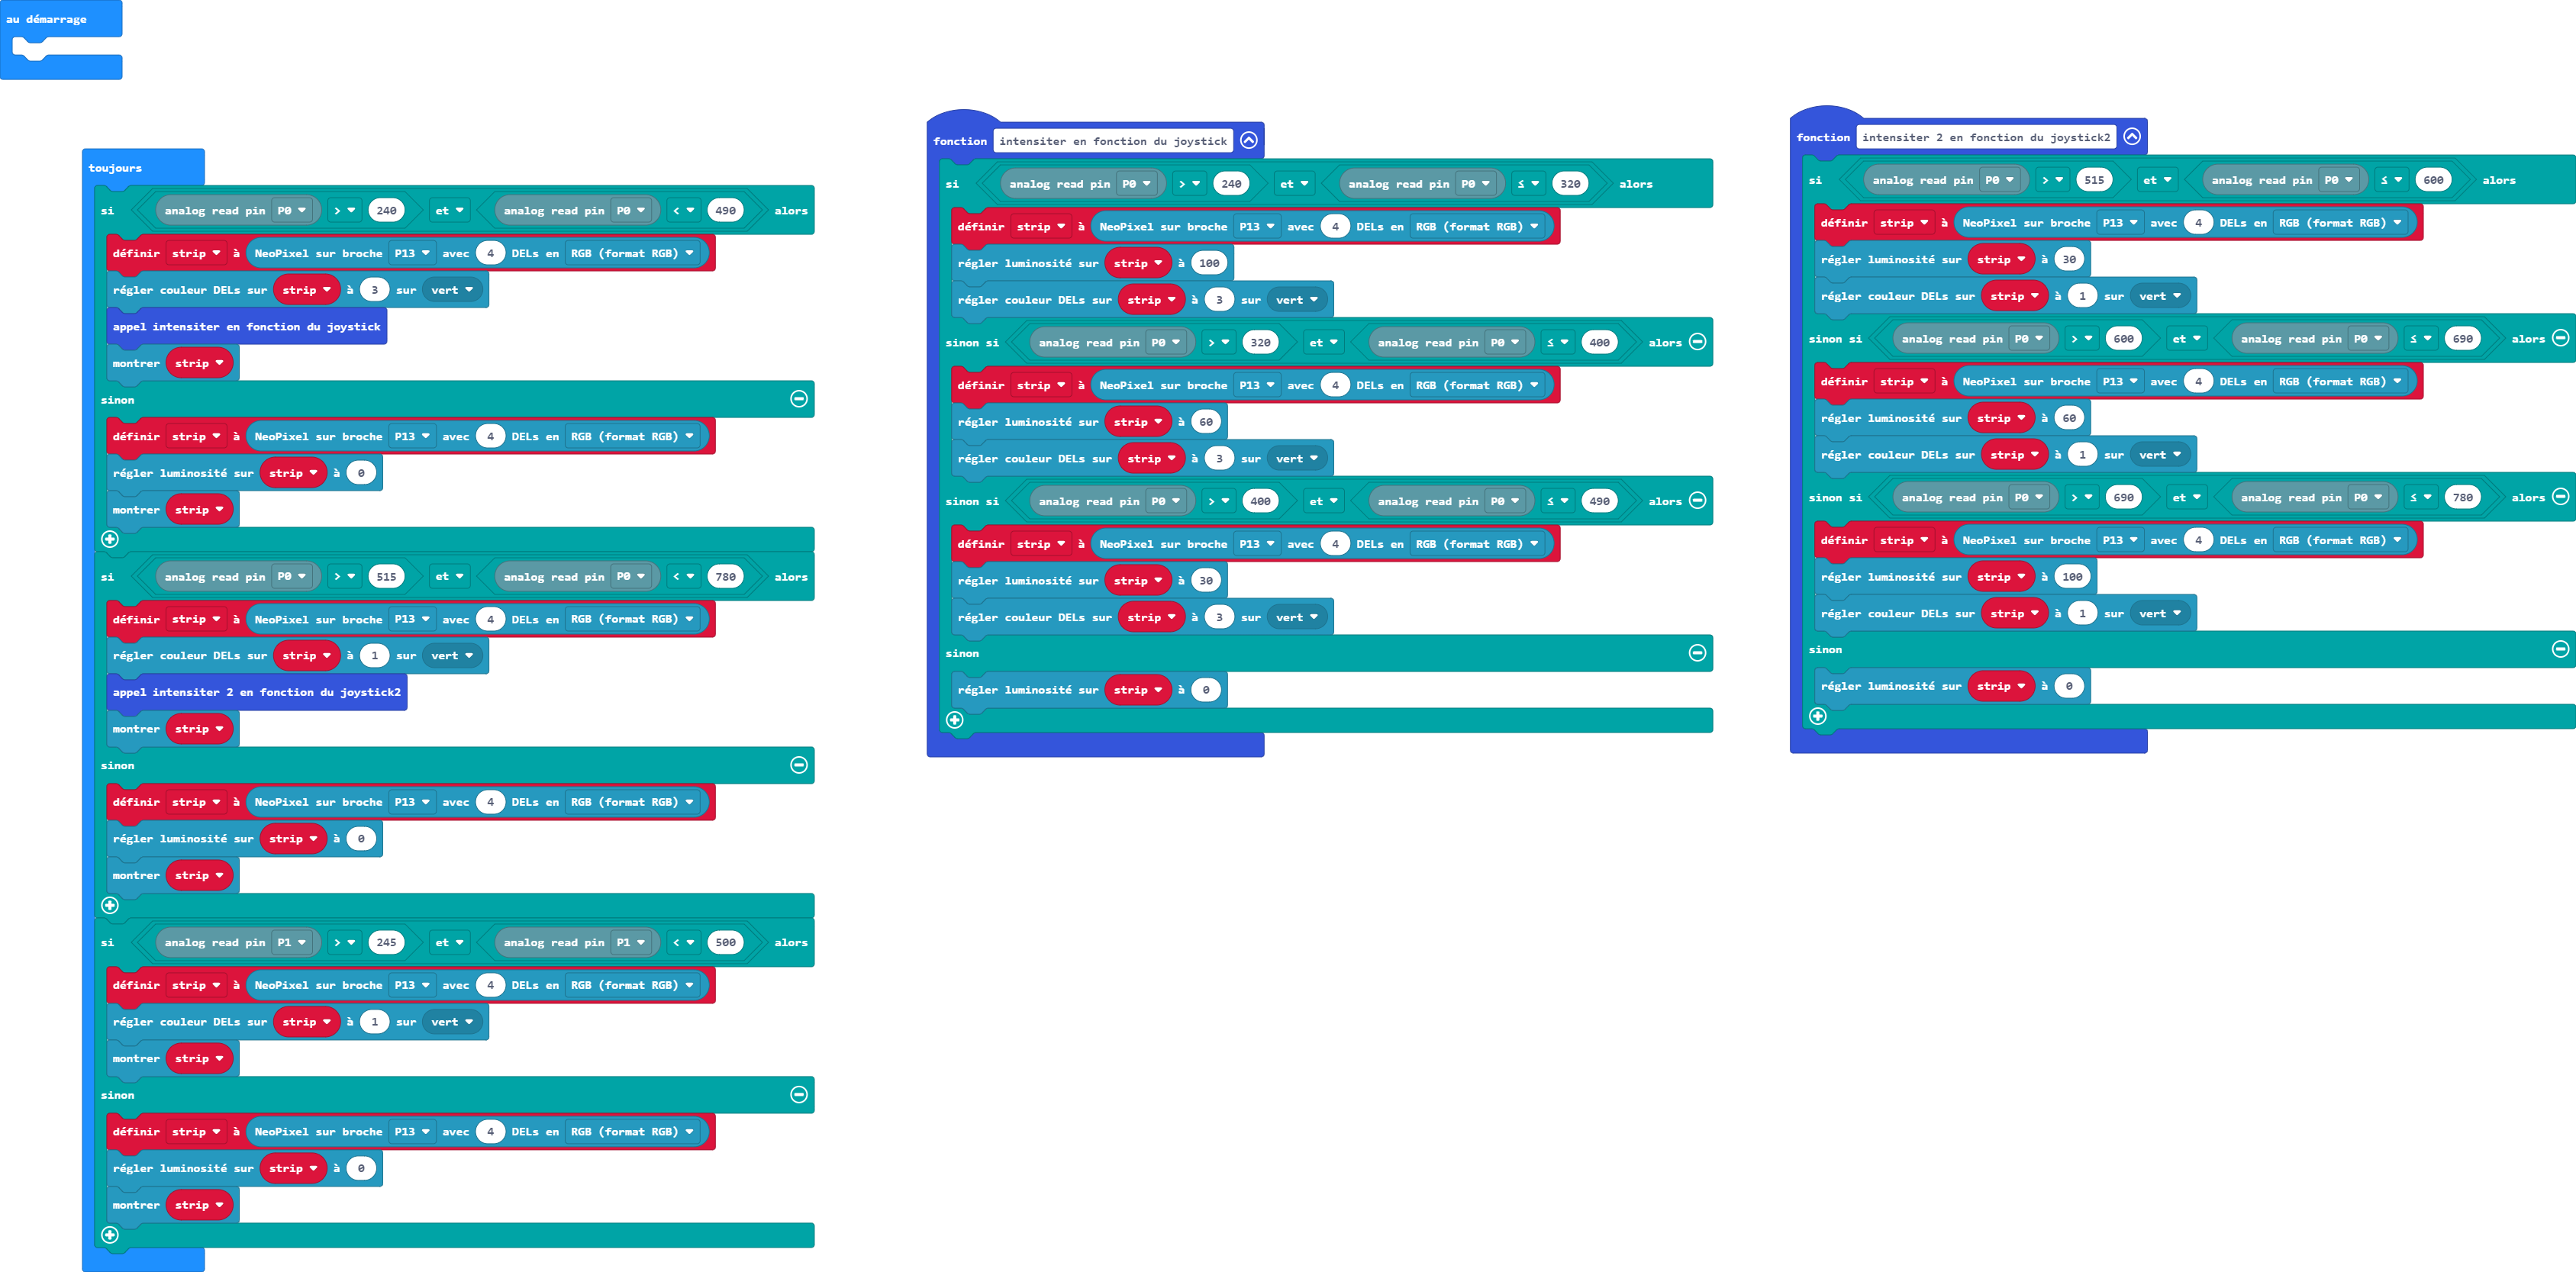 au démarrage
toujours
si analog read pin P0 > 240 et analog read pin P0 < 490 alors
définir strip à NeoPixel sur broche P13 avec 4 DELs en RGB (format RGB)
régler couleur DELs sur strip à 3 sur vert
appel intensiter en fonction du joystick
montrer strip
sinon
définir strip à NeoPixel sur broche P13 avec 4 DELs en RGB (format RGB)
régler luminosité sur strip à 0
montrer strip
si analog read pin P0 > 515 et analog read pin P0 < 780 alors
définir strip à NeoPixel sur broche P13 avec 4 DELs en RGB (format RGB)
régler couleur DELs sur strip à 1 sur vert
appel intensiter 2 en fonction du joystick2
montrer strip
sinon
définir strip à NeoPixel sur broche P13 avec 4 DELs en RGB (format RGB)
régler luminosité sur strip à 0
montrer strip
si analog read pin P1 > 245 et analog read pin P1 < 500 alors
définir strip à NeoPixel sur broche P13 avec 4 DELs en RGB (format RGB)
régler couleur DELs sur strip à 1 sur vert
montrer strip
sinon
définir strip à NeoPixel sur broche P13 avec 4 DELs en RGB (format RGB)
régler luminosité sur strip à 0
montrer strip
fonction intensiter en fonction du joystick
si analog read pin P0 > 240 et analog read pin P0 ≤ 320 alors
définir strip à NeoPixel sur broche P13 avec 4 DELs en RGB (format RGB)
régler luminosité sur strip à 100
régler couleur DELs sur strip à 3 sur vert
sinon si analog read pin P0 > 320 et analog read pin P0 ≤ 400 alors
définir strip à NeoPixel sur broche P13 avec 4 DELs en RGB (format RGB)
régler luminosité sur strip à 60
régler couleur DELs sur strip à 3 sur vert
sinon si analog read pin P0 > 400 et analog read pin P0 ≤ 490 alors
définir strip à NeoPixel sur broche P13 avec 4 DELs en RGB (format RGB)
régler luminosité sur strip à 30
régler couleur DELs sur strip à 3 sur vert
sinon
régler luminosité sur strip à 0
fonction intensiter 2 en fonction du joystick2
si analog read pin P0 > 515 et analog read pin P0 ≤ 600 alors
définir strip à NeoPixel sur broche P13 avec 4 DELs en RGB (format RGB)
régler luminosité sur strip à 30
régler couleur DELs sur strip à 1 sur vert
sinon si analog read pin P0 > 600 et analog read pin P0 ≤ 690 alors
définir strip à NeoPixel sur broche P13 avec 4 DELs en RGB (format RGB)
régler luminosité sur strip à 60
régler couleur DELs sur strip à 1 sur vert
sinon si analog read pin P0 > 690 et analog read pin P0 ≤ 780 alors
définir strip à NeoPixel sur broche P13 avec 4 DELs en RGB (format RGB)
régler luminosité sur strip à 100
régler couleur DELs sur strip à 1 sur vert
sinon
régler luminosité sur strip à 0